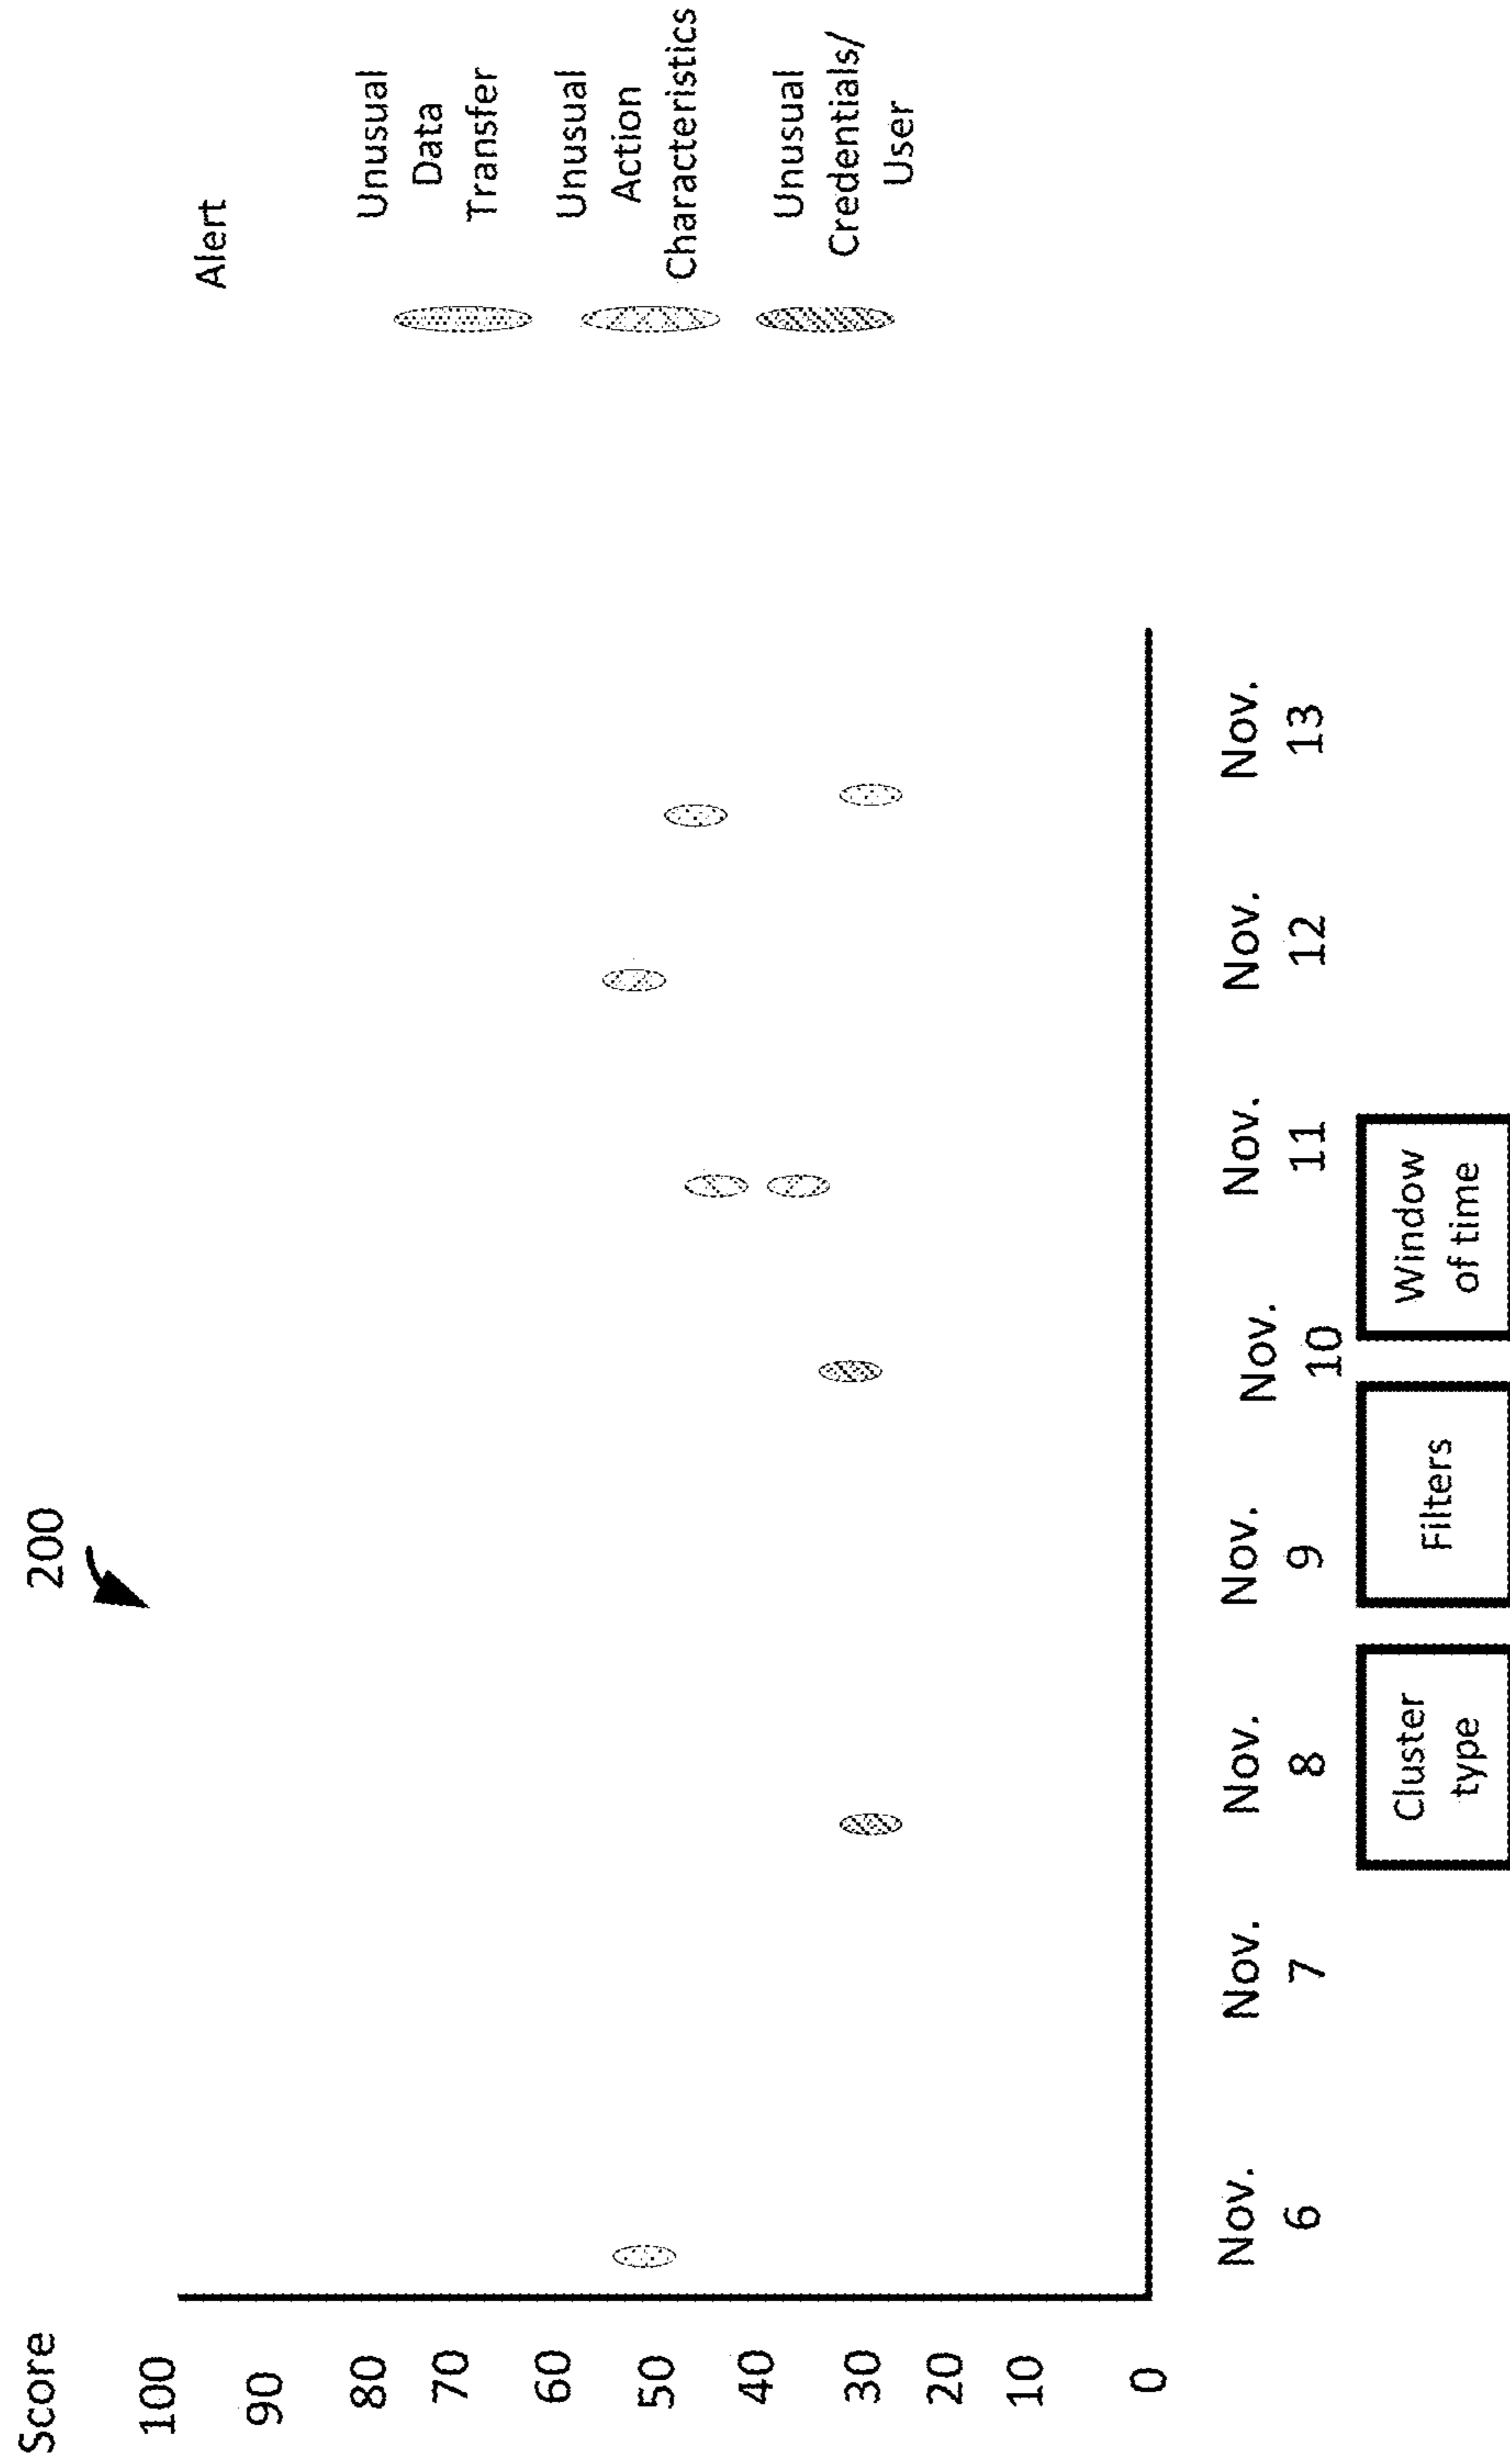 200
Score
100
90
80
70
60
50
40
30
20
10
0
Nov.
6
Nov.
7
Nov.
8
Nov.
9
Nov.
10
Nov.
11
Nov.
12
Nov.
13
Alert
Unusual
Data
Transfer
Unusual
Action
Characteristics
Unusual
Credentials/
User
Cluster
type
Filters
Window
of time